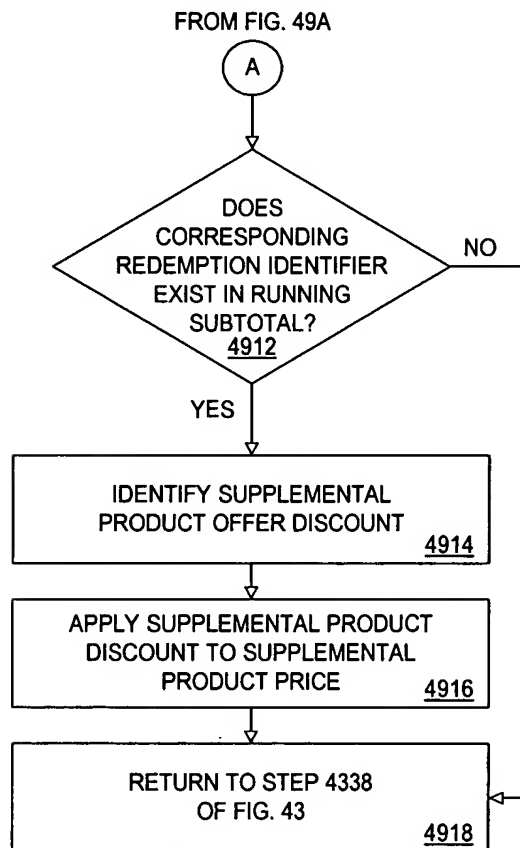 FROM FIG. 49A
A
DOES
CORRESPONDING
REDEMPTION IDENTIFIER
EXIST IN RUNNING
SUBTOTAL?
4912
NO
YES
IDENTIFY SUPPLEMENTAL
PRODUCT OFFER DISCOUNT
4914
APPLY SUPPLEMENTAL PRODUCT
DISCOUNT TO SUPPLEMENTAL
PRODUCT PRICE
4916
RETURN TO STEP 4338
OF FIG. 43
4918